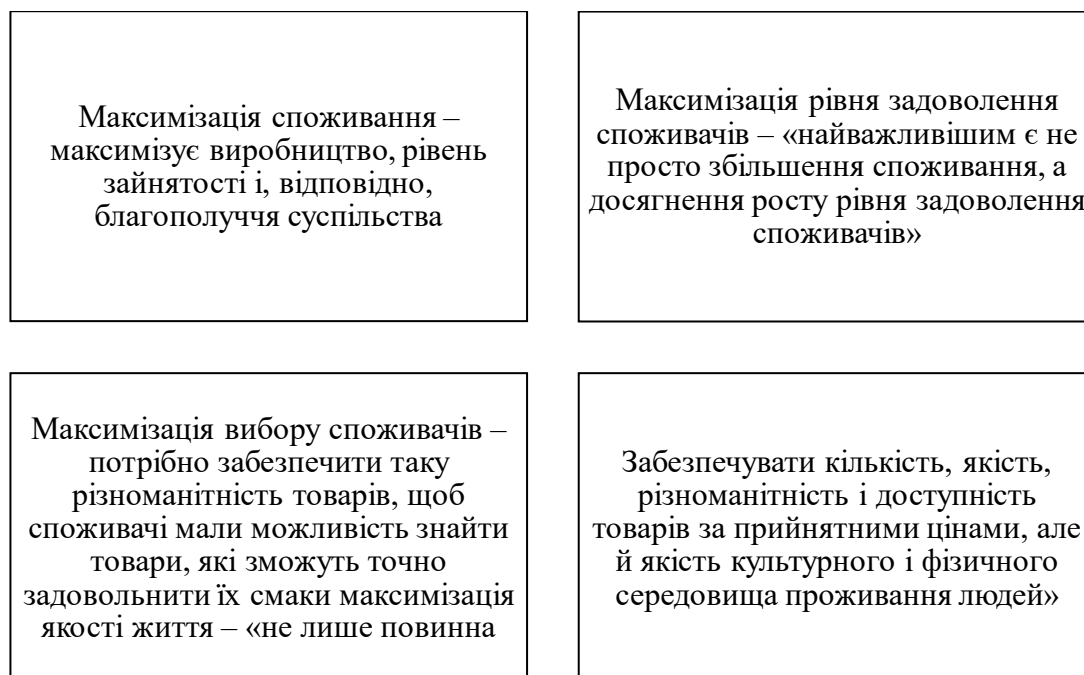 Максимізація споживання –
максимізує виробництво, рівень
зайнятості і, відповідно,
благополуччя суспільства
Максимізація рівня задоволення
споживачів – «найважливішим є не
просто збільшення споживання, а
досягнення росту рівня задоволення
споживачів»
Максимізація вибору споживачів –
потрібно забезпечити таку
різноманітність товарів, щоб
споживачі мали можливість знайти
товари, які зможуть точно
задовольнити їх смаки максимізація
якості життя – «не лише повинна
Забезпечувати кількість, якість,
різноманітність і доступність
товарів за прийнятними цінами, але
й якість культурного і фізичного
середовища проживання людей»